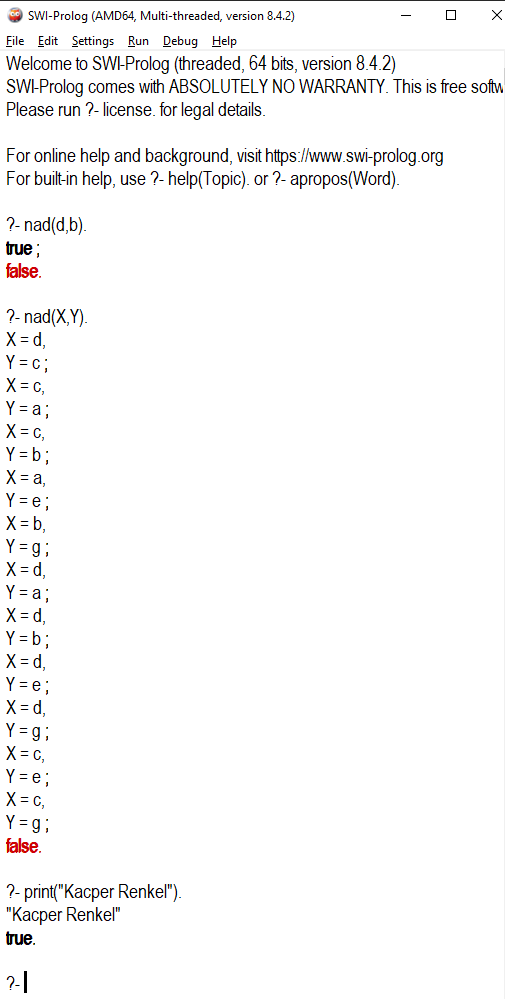 SWI-Prolog (AMD64, Multi-threaded, version 8.4.2)
File Edit Settings Run Debug Help
Welcome to SWI-Prolog (threaded, 64 bits, version 8.4.2)
SWI-Prolog comes with ABSOLUTELY NO WARRANTY. This is free softw
Please run ?- license. for legal details.
For online help and background, visit https://www.swi-prolog.org
For built-in help, use ?- help(Topic). or ?- apropos(Word).
?- nad(d,b).
true ;
false.
?- nad(X,Y).
X = d,
Y = c ;
X = c,
Y = a ;
X = c,
Y = b ;
X = a,
Y = e ;
X = b,
Y = g ;
X = d,
Y = a ;
X = d,
Y = b ;
X = d,
Y = e ;
X = d,
Y = g ;
X = c,
Y = e ;
X = c,
Y = g ;
false.
?- print("Kacper Renkel").
"Kacper Renkel"
true.
?-